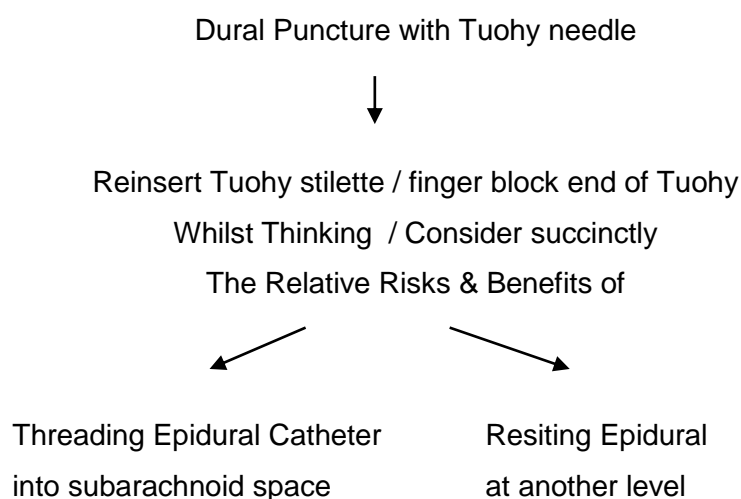 Dural Puncture with Tuohy needle
Reinsert Tuohy stilette / finger block end of Tuohy
Whilst Thinking / Consider succinctly
The Relative Risks & Benefits of
Threading Epidural Catheter
into subarachnoid space
Resiting Epidural
at another level